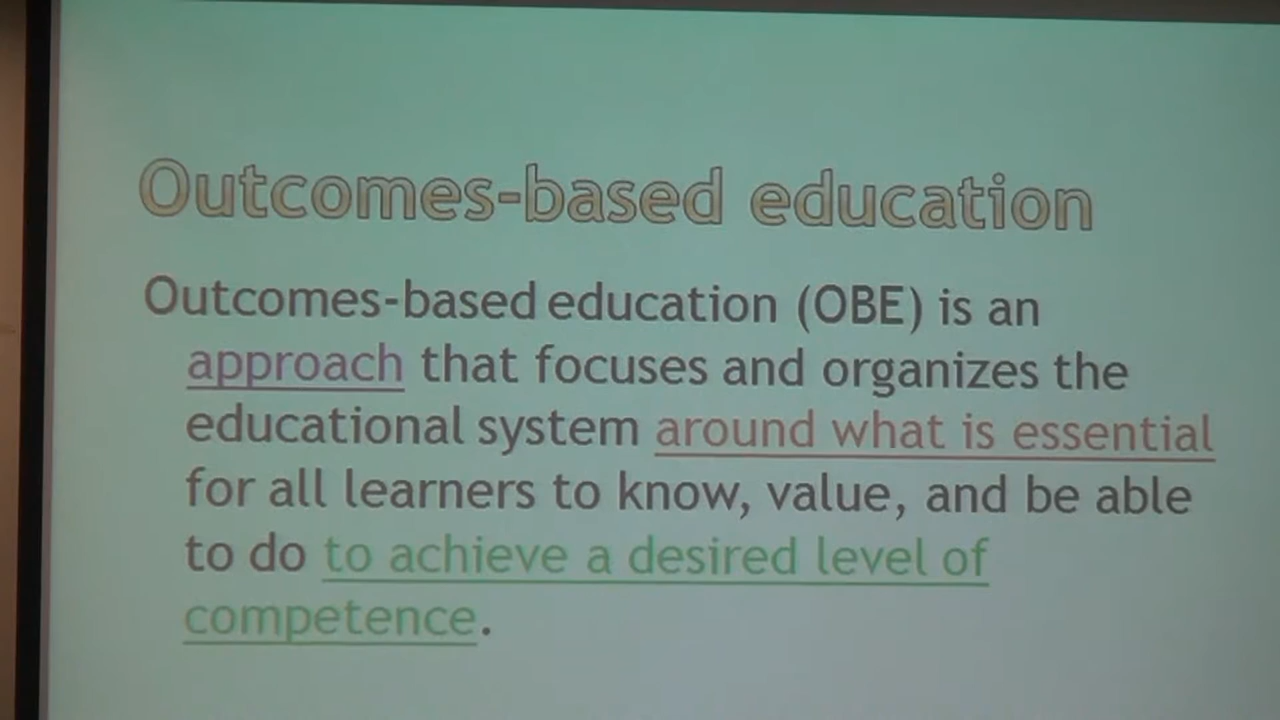 Outcomes-based education
Outcomes-based education (OBE) is an
approach that focuses and organizes the
educational system around what is essential
for all learners to know, value, and be able
to do to achieve a desired level of
competence.